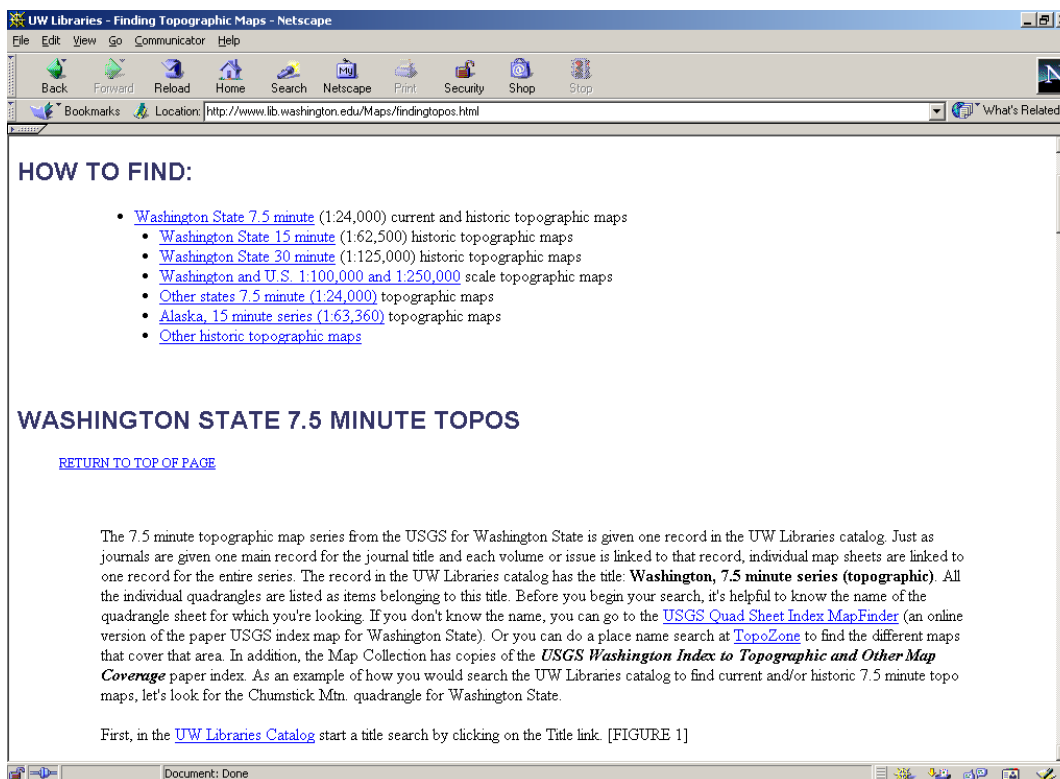 UW Libraries - Finding Topographic Maps - Netscape
File Edit View Go Communicator Help
My
N
Back Forward Reload Home Search Netscape Print Security Shop Stop
Bookmarks Location: http://www.lib.washington.edu/Maps/findingtopos.html What's Related
HOW TO FIND:
• Washington State 7.5 minute (1:24,000) current and historic topographic maps
• Washington State 15 minute (1:62,500) historic topographic maps
• Washington State 30 minute (1:125,000) historic topographic maps
• Washington and U.S. 1:100,000 and 1:250,000 scale topographic maps
• Other states 7.5 minute (1:24,000) topographic maps
• Alaska, 15 minute series (1:63,360) topographic maps
• Other historic topographic maps
WASHINGTON STATE 7.5 MINUTE TOPOS
RETURN TO TOP OF PAGE
The 7.5 minute topographic map series from the USGS for Washington State is given one record in the UW Libraries catalog. Just as
journals are given one main record for the journal title and each volume or issue is linked to that record, individual map sheets are linked to
one record for the entire series. The record in the UW Libraries catalog has the title: Washington, 7.5 minute series (topographic). All
the individual quadrangles are listed as items belonging to this title. Before you begin your search, it's helpful to know the name of the
quadrangle sheet for which you're looking. If you don't know the name, you can go to the USGS Quad Sheet Index MapFinder (an online
version of the paper USGS index map for Washington State). Or you can do a place name search at TopoZone to find the different maps
that cover that area. In addition, the Map Collection has copies of the USGS Washington Index to Topographic and Other Map
Coverage paper index. As an example of how you would search the UW Libraries catalog to find current and/or historic 7.5 minute topo
maps, let's look for the Chumstick Mtn. quadrangle for Washington State.
First, in the UW Libraries Catalog start a title search by clicking on the Title link. [FIGURE 1]
Document: Done